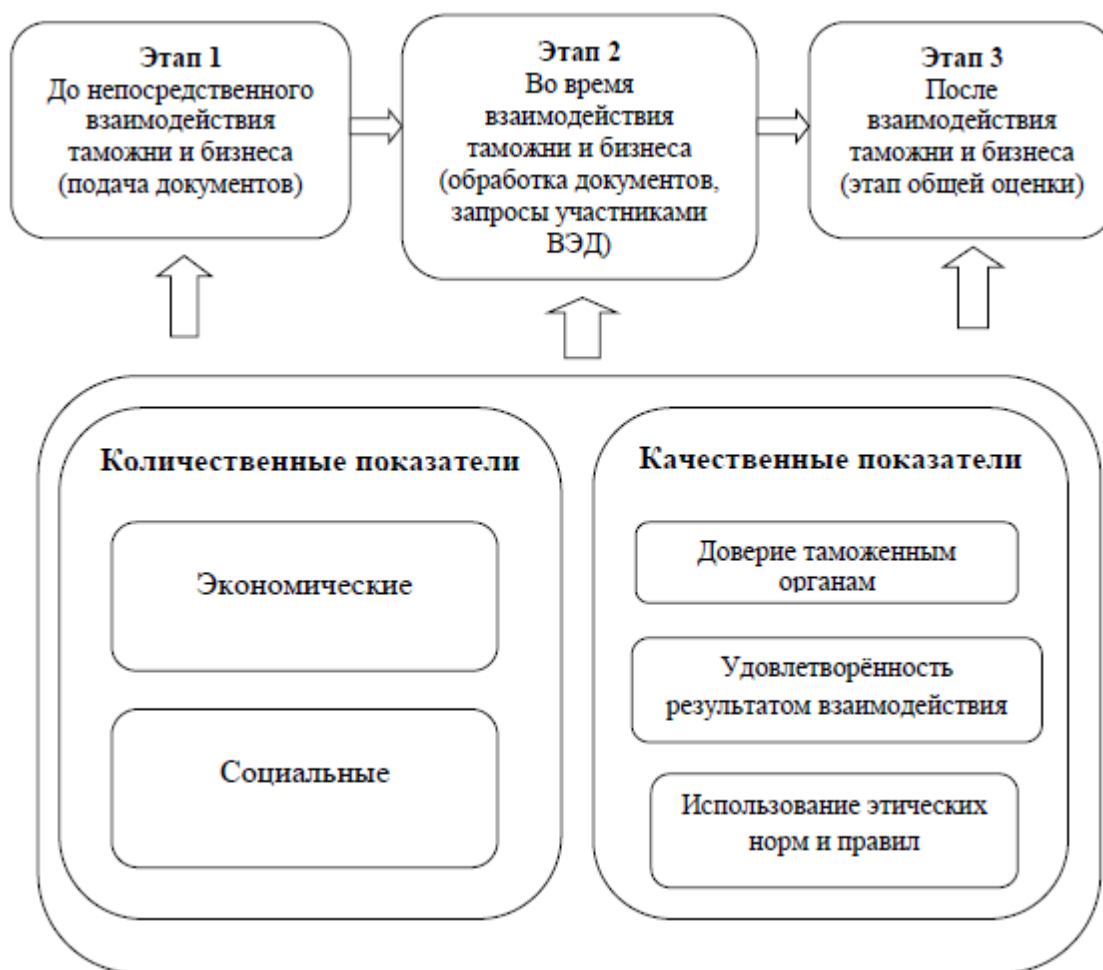 Этап 1
До непосредственного
взаимодействия
таможни и бизнеса
(подача документов)
Этап 2
Во время
взаимодействия
таможни и бизнеса
(обработка документов,
запросы участниками
ВЭД)
Этап 3
После
взаимодействия
таможни и бизнеса
(этап общей оценки)
Количественные показатели
Экономические
Социальные
Качественные показатели
Доверие таможенным
органам
Удовлетворённость
результатом взаимодействия
Использование этических
норм и правил